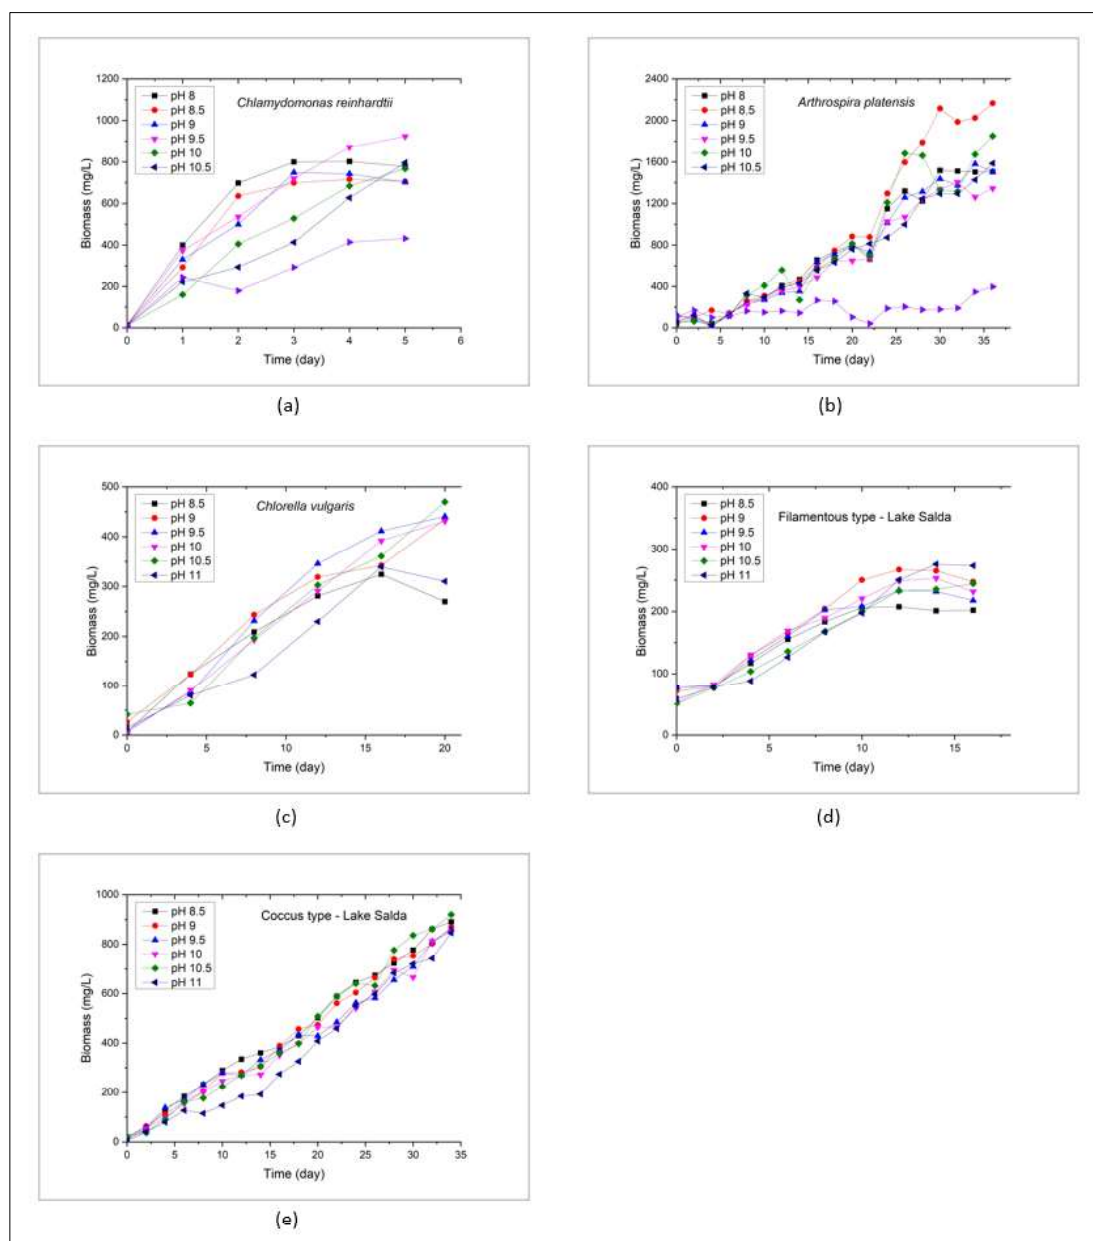 1200
1000
800
600
400
200
0
0
1
2
3
4
5
6
Biomass (mg/L)
Time (day)
pH 8
pH 8.5
pH 9
pH 9.5
pH 10
pH 10.5
Chlamydomonas reinhardtii
(a)
2400
2000
1600
1200
800
400
0
0
5
10
15
20
25
30
35
Biomass (mg/L)
Time (day)
pH 8
pH 8.5
pH 9
pH 9.5
pH 10
pH 10.5
Arthrospira platensis
(b)
500
400
300
200
100
0
0
5
10
15
20
Biomass (mg/L)
Time (day)
pH 8.5
pH 9
pH 9.5
pH 10
pH 10.5
pH 11
Chlorella vulgaris
(c)
400
300
200
100
0
0
5
10
15
Biomass (mg/L)
Time (day)
pH 8.5
pH 9
pH 9.5
pH 10
pH 10.5
pH 11
Filamentous type - Lake Salda
(d)
1000
800
600
400
200
0
0
5
10
15
20
25
30
35
Biomass (mg/L)
Time (day)
pH 8.5
pH 9
pH 9.5
pH 10
pH 10.5
pH 11
Coccus type - Lake Salda
(e)